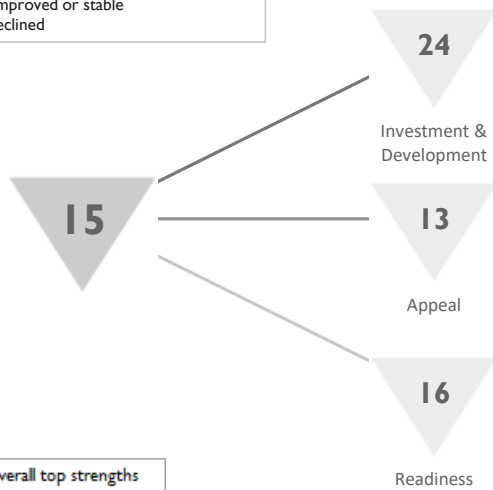 mproved or stable
eclined
24
Investment &
Development
15
13
Appeal
16
Readiness
verall top strengths